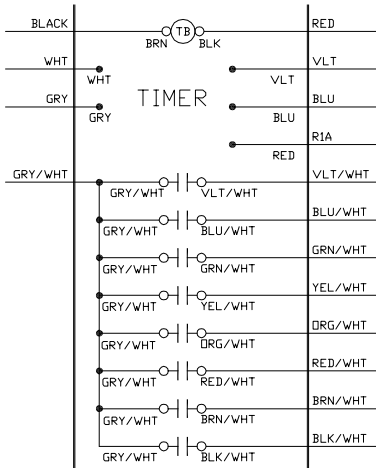 BLACK TB RED
BRN BLK
WHT VLT
WHT VLT
GRY TIMER BLU
GRY BLU
R1A
RED
GRY/WHT VLT/WHT
GRY/WHT VLT/WHT
BLU/WHT
GRY/WHT BLU/WHT
GRN/WHT
GRY/WHT GRN/WHT
YEL/WHT
GRY/WHT YEL/WHT
ORG/WHT
GRY/WHT ORG/WHT
RED/WHT
GRY/WHT RED/WHT
BRN/WHT
GRY/WHT BRN/WHT
BLK/WHT
GRY/WHT BLK/WHT